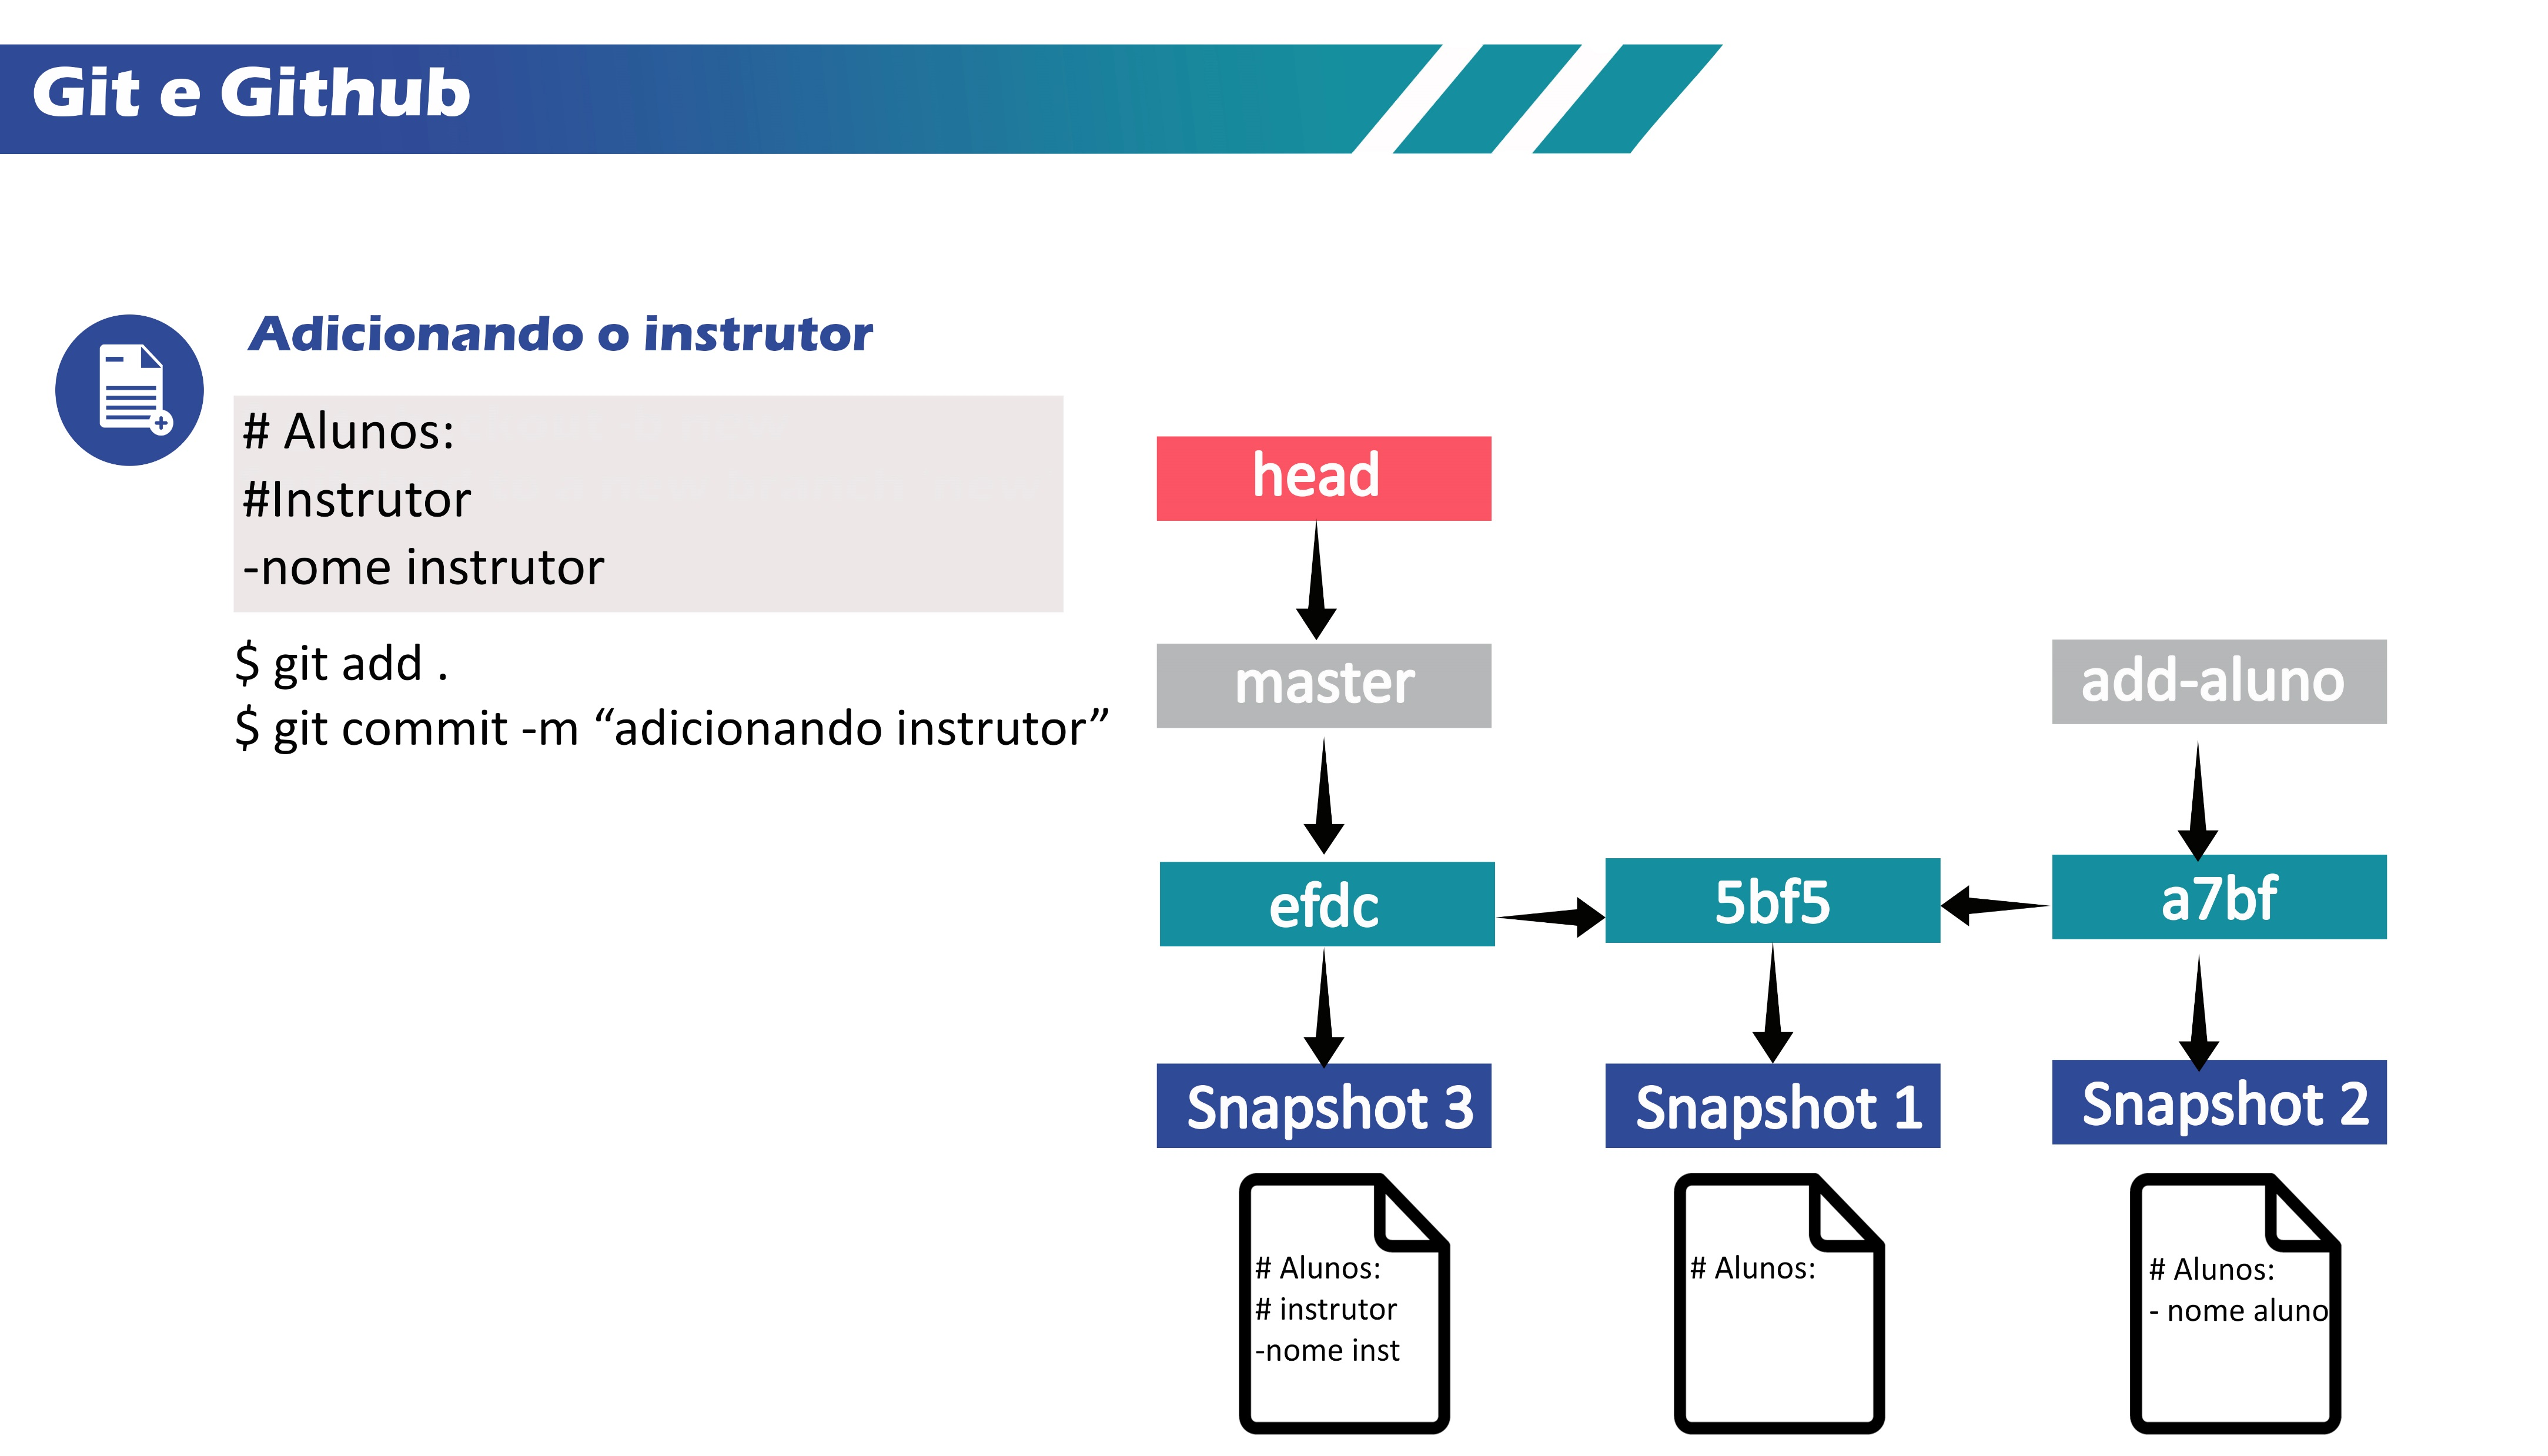 Git e Github
Adicionando o instrutor
# Alunos:
#Instrutor
-nome instrutor
$ git add .
$ git commit -m “adicionando instrutor”
head
master
add-aluno
efdc
5bf5
a7bf
Snapshot 3
Snapshot 1
Snapshot 2
# Alunos:
# instrutor
-nome inst
# Alunos:
# Alunos:
- nome aluno